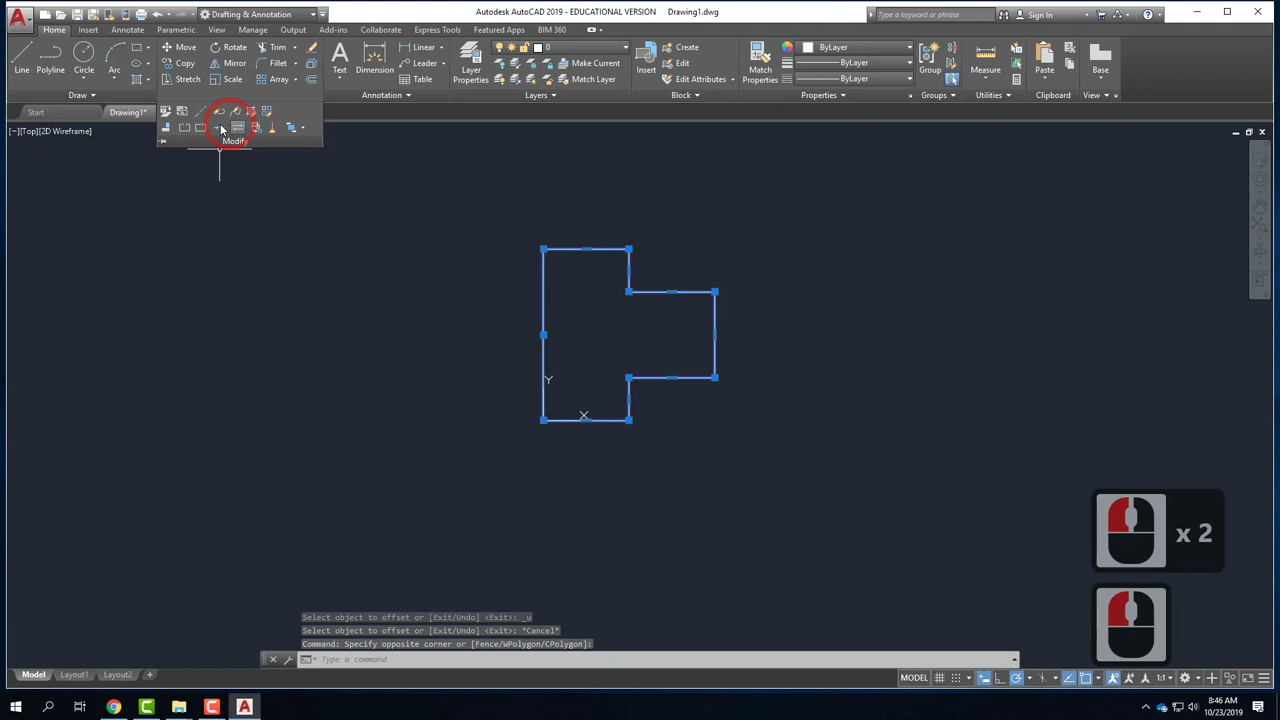 Drafting & Annotation
Autodesk AutoCAD 2019 - EDUCATIONAL VERSION Drawing1.dwg
Type a keyword or phrase
Sign In
Home Insert Annotate Parametric View Manage Output Add-ins Collaborate Express Tools Featured Apps BIM 360
Line Polyline Circle Arc
Move Rotate Trim
Copy Mirror Fillet
Stretch Scale Array
Text Dimension
Linear
Leader
Table
Layer Properties
0
Make Current
Match Layer
Insert
Create
Edit
Edit Attributes
Match Properties
ByLayer
ByLayer
ByLayer
Group Measure Paste Base
Draw Annotation Layers Block Properties Groups Utilities Clipboard View
Start Drawing1*
[−][Top][2D Wireframe]
Modify
Y
X
x 2
Select object to offset or [Exit/Undo] <Exit>: _u
Select object to offset or [Exit/Undo] <Exit>: *Cancel*
Command: Specify opposite corner or [Fence/WPolygon/CPolygon]:
Type a command
Model Layout1 Layout2 +
MODEL 1:1
8:46 AM
10/23/2019